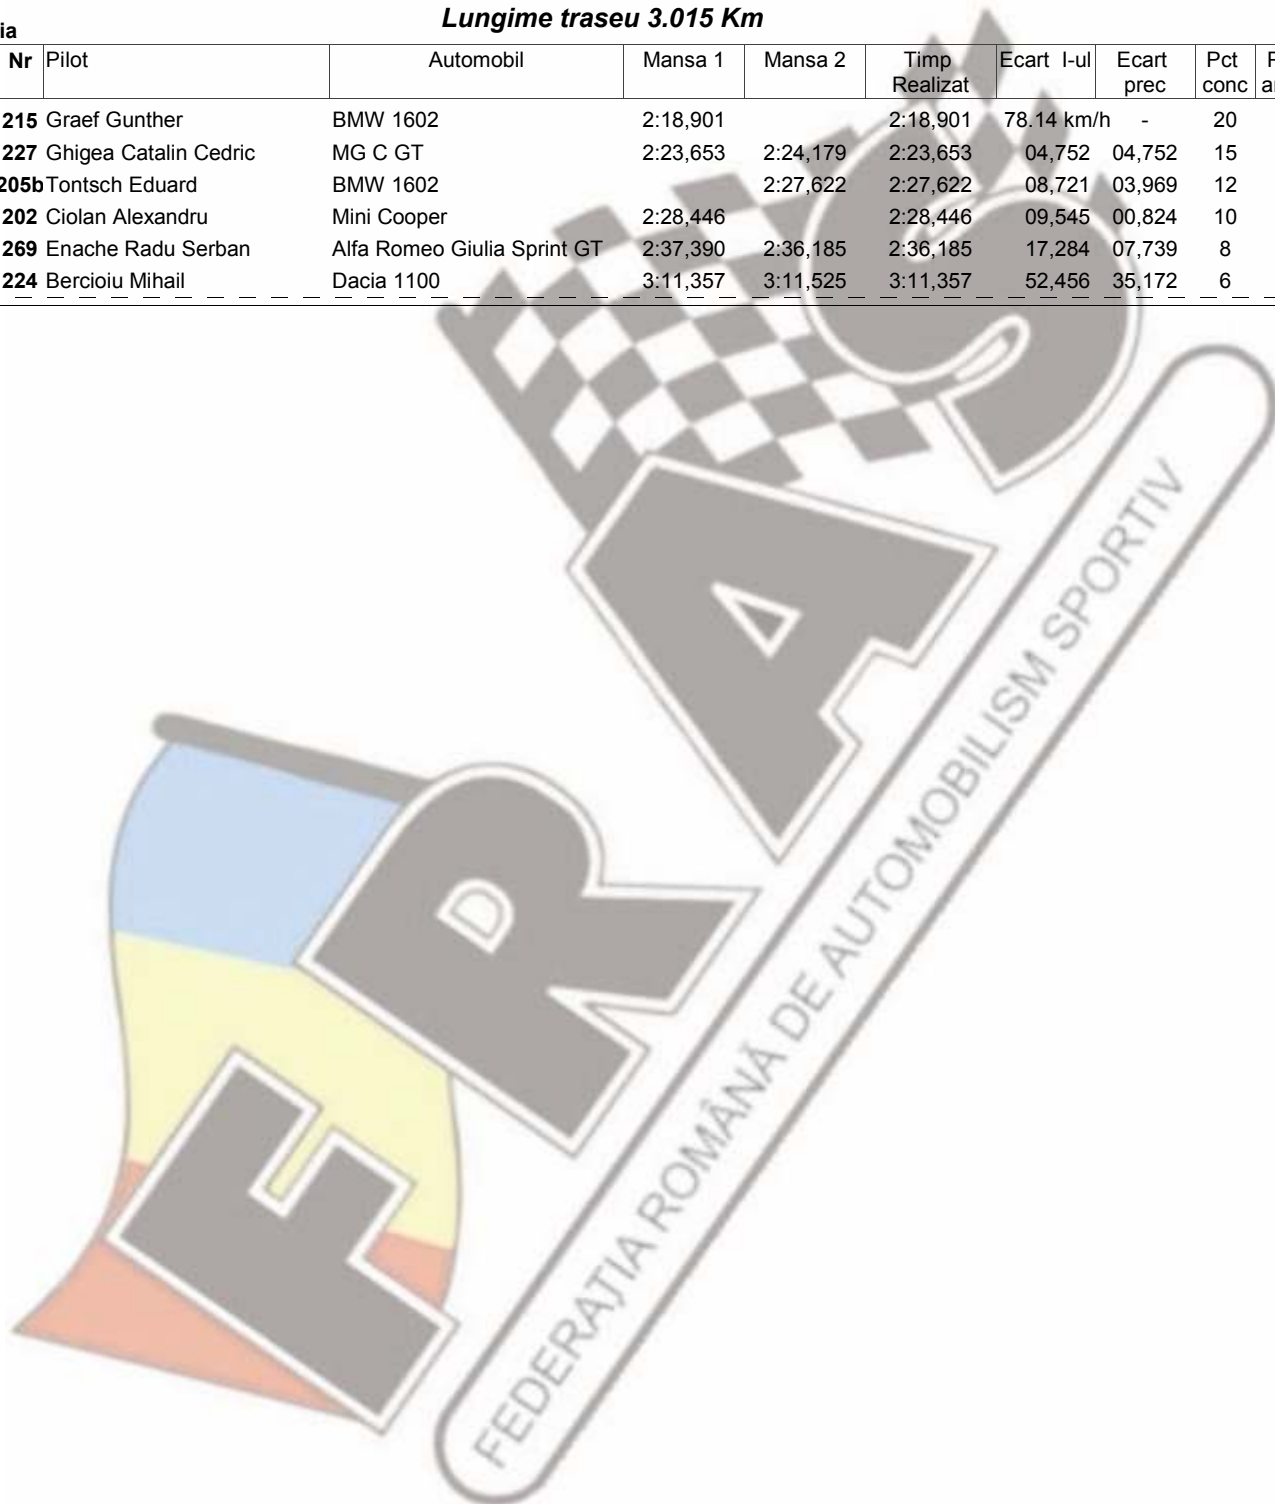 Lungime traseu 3.015 Km
ia
Nr Pilot Automobil Mansa 1 Mansa 2 Timp Realizat Ecart I-ul Ecart prec Pct conc
215 Graef Gunther BMW 1602 2:18,901 2:18,901 78.14 km/h - 20
227 Ghigea Catalin Cedric MG C GT 2:23,653 2:24,179 2:23,653 04,752 04,752 15
205b Tontsch Eduard BMW 1602 2:27,622 2:27,622 08,721 03,969 12
202 Ciolan Alexandru Mini Cooper 2:28,446 2:28,446 09,545 00,824 10
269 Enache Radu Serban Alfa Romeo Giulia Sprint GT 2:37,390 2:36,185 2:36,185 17,284 07,739 8
224 Bercioiu Mihail Dacia 1100 3:11,357 3:11,525 3:11,357 52,456 35,172 6
FRAS
FEDERAȚIA ROMÂNĂ DE AUTOMOBILISM SPORTIV